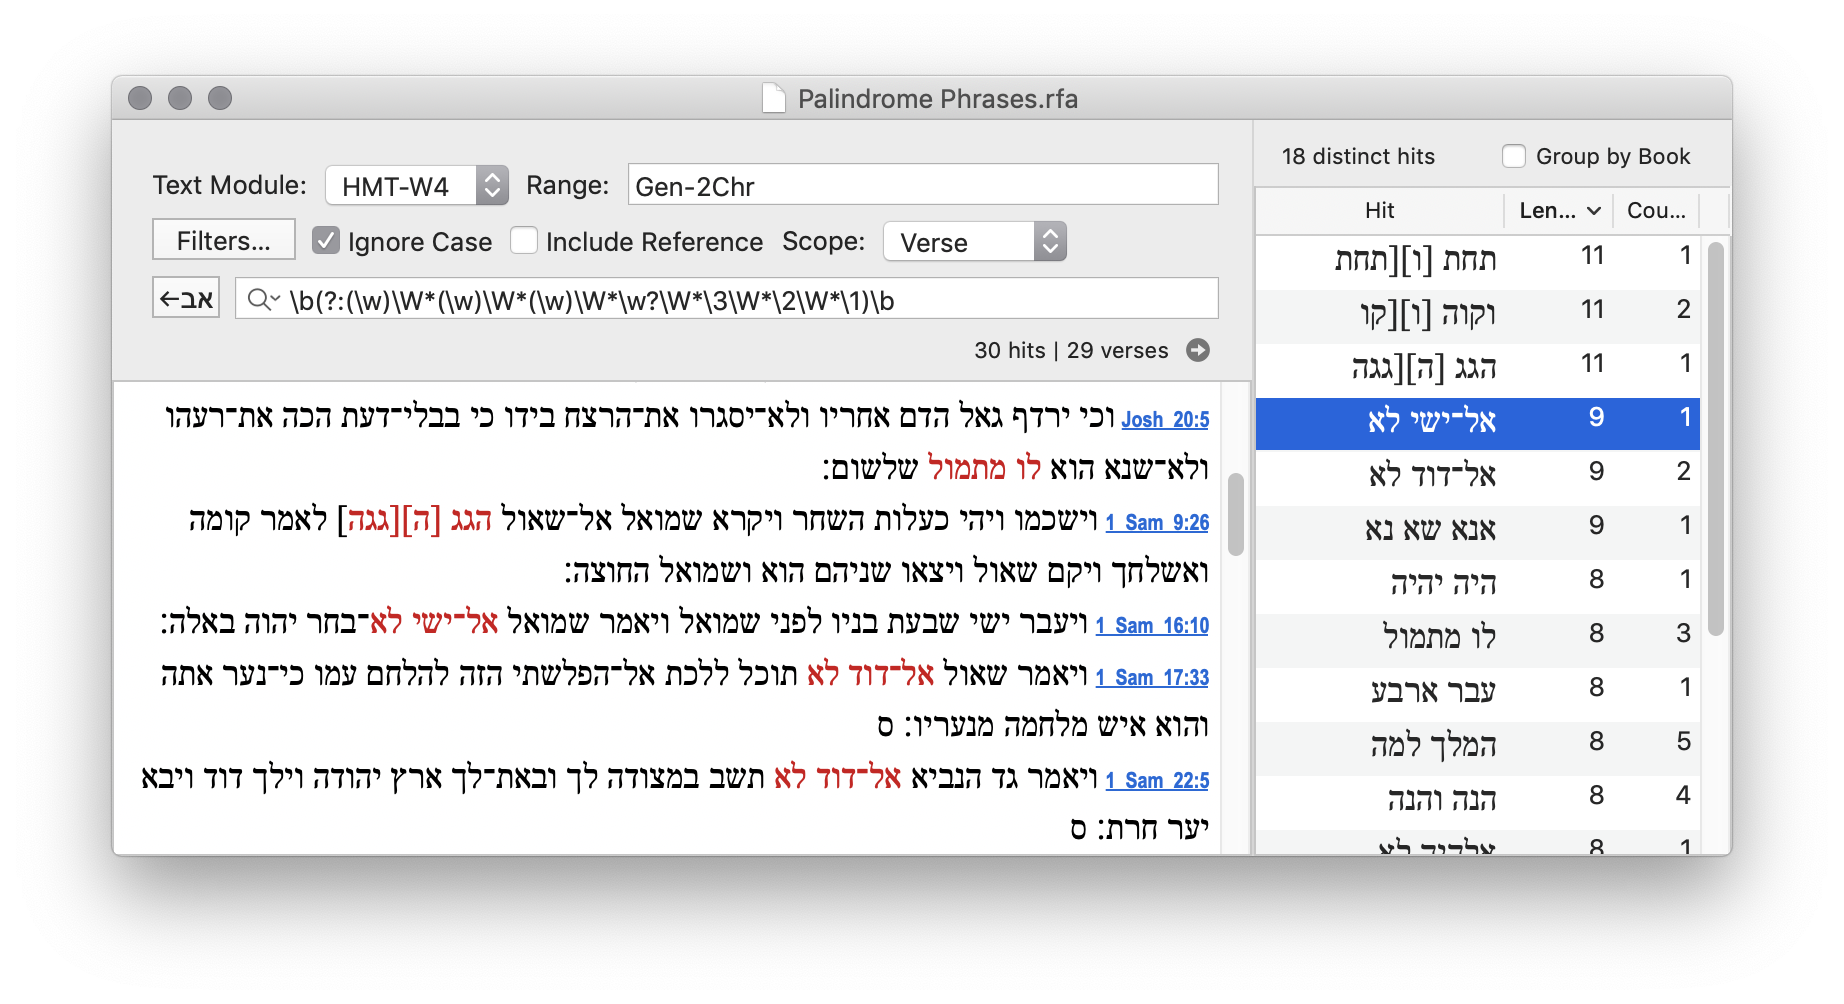 Palindrome Phrases.rfa
Text Module: HMT-W4 Range: Gen-2Chr
Filters... Ignore Case Include Reference Scope: Verse
←אב \b(?:(\w)\W*(\w)\W*(\w)\W*\w?\W*\3\W*\2\W*\1)\b
30 hits | 29 verses
Josh 20:5 וכי ירדף גאל הדם אחריו ולא־יסגרו את־הרצח בידו כי בבלי־דעת הכה את־רעהו
ולא־שנא הוא לו מתמול שלשום׃
1 Sam 9:26 וישכמו ויהי כעלות השחר ויקרא שמואל אל־שאול הגג [ה][גגה] לאמר קומה
ואשלחך ויקם שאול ויצאו שניהם הוא ושמואל החוצה׃
1 Sam 16:10 ויעבר ישי שבעת בניו לפני שמואל ויאמר שמואל אל־ישי לא־בחר יהוה באלה׃
1 Sam 17:33 ויאמר שאול אל־דוד לא תוכל ללכת אל־הפלשתי הזה להלחם עמו כי־נער אתה
והוא איש מלחמה מנעריו׃ ס
1 Sam 22:5 ויאמר גד הנביא אל־דוד לא תשב במצודה לך ובאת־לך ארץ יהודה וילך דוד ויבא
יער חרת׃ ס
18 distinct hits Group by Book
Hit Len... Cou...
תחת [ו][תחת 11 1
וקוה [ו][קו 11 2
הגג [ה][גגה 11 1
אל־ישי לא 9 1
אל־דוד לא 9 2
אנא שא נא 9 1
היה יהיה 8 1
לו מתמול 8 3
עבר ארבע 8 1
המלך למה 8 5
הנה והנה 8 4
אלהיה לא 8 1